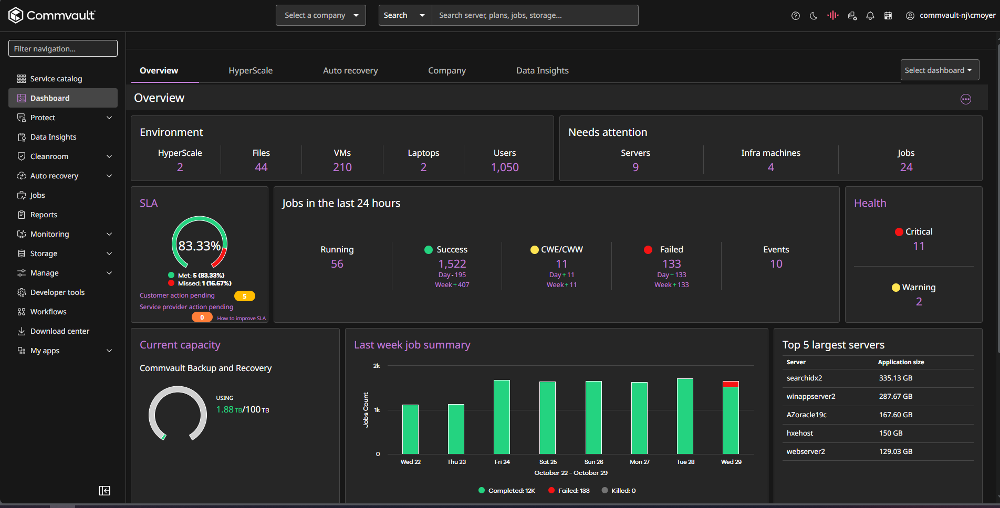 Commvault
Select a company
Search
Search server, plans, jobs, storage...
commvault-nj\cmoyer
Filter navigation...
Service catalog
Dashboard
Protect
Data Insights
Cleanroom
Auto recovery
Jobs
Reports
Monitoring
Storage
Manage
Developer tools
Workflows
Download center
My apps
Overview HyperScale Auto recovery Company Data Insights
Select dashboard
Overview
Environment
HyperScale Files VMs Laptops Users
2 44 210 2 1,050
Needs attention
Servers Infra machines Jobs
9 4 24
SLA
83.33%
Met: 5 (83.33%)
Missed: 1 (16.67%)
Customer action pending 5
Service provider action pending
0 How to improve SLA
Jobs in the last 24 hours
Running Success CWE/CWW Failed Events
56 1,522 11 133 10
Day - 195 Day + 11 Day + 133
Week + 407 Week + 11 Week + 133
Health
Critical
11
Warning
2
Current capacity
Commvault Backup and Recovery
USING
1.88 TB/100 TB
Last week job summary
Jobs Count
2k
1k
0
Wed 22 Thu 23 Fri 24 Sat 25 Sun 26 Mon 27 Tue 28 Wed 29
October 22 - October 29
Completed: 12K Failed: 133 Killed: 0
Top 5 largest servers
Server Application size
searchidx2 335.13 GB
winappserver2 287.67 GB
AZoracle19c 167.60 GB
hxehost 150 GB
webserver2 129.03 GB